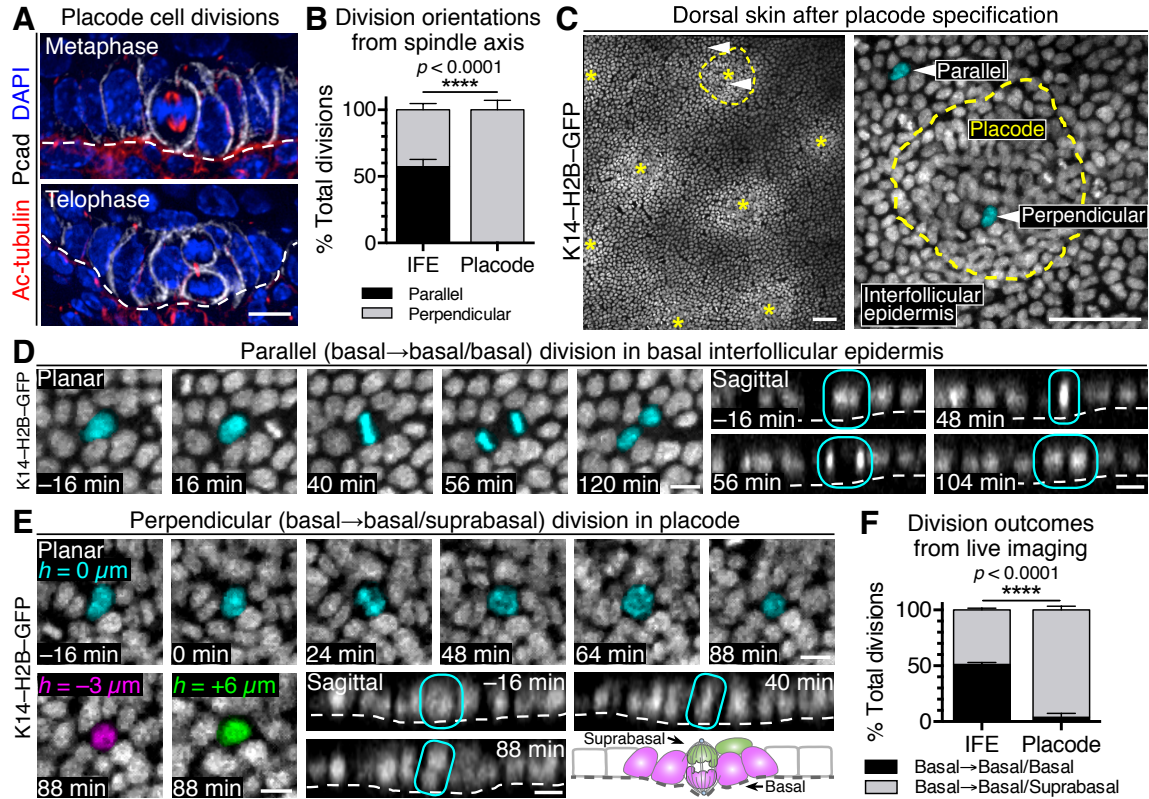 A Placode cell divisions
Ac-tubulin Pcad DAPI
Metaphase
Telophase
B Division orientations
from spindle axis
p < 0.0001
****
% Total divisions
100
50
0
IFE Placode
Parallel
Perpendicular
C Dorsal skin after placode specification
K14–H2B–GFP
*
*
*
*
*
*
*
*
Parallel
Placode
Perpendicular
Interfollicular
epidermis
D Parallel (basal→basal/basal) division in basal interfollicular epidermis
K14–H2B–GFP
Planar
–16 min
16 min
40 min
56 min
120 min
Sagittal
–16 min
48 min
56 min
104 min
E Perpendicular (basal→basal/suprabasal) division in placode
K14–H2B–GFP
Planar
h = 0 µm
–16 min
0 min
24 min
48 min
64 min
88 min
h = –3 µm
88 min
h = +6 µm
88 min
Sagittal
–16 min
40 min
88 min
Suprabasal
Basal
F Division outcomes
from live imaging
p < 0.0001
****
% Total divisions
100
50
0
IFE Placode
Basal→Basal/Basal
Basal→Basal/Suprabasal